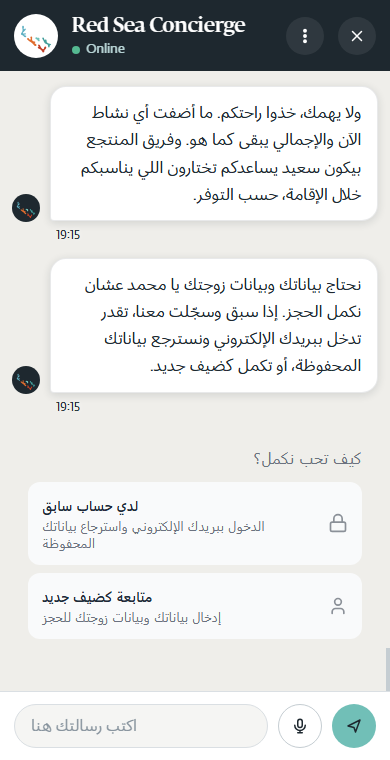 Red Sea Concierge
Online
ولا يهمك، خذوا راحتكم. ما أضفت أي نشاط
الآن والإجمالي يبقى كما هو. وفريق المنتجع
بيكون سعيد يساعدكم تختارون اللي يناسبكم
خلال الإقامة، حسب التوفر.
19:15
نحتاج بياناتك وبيانات زوجتك يا محمد عشان
نكمل الحجز. إذا سبق وسجّلت معنا، تقدر
تدخل ببريدك الإلكتروني ونسترجع بياناتك
المحفوظة، أو تكمل كضيف جديد.
19:15
كيف تحب نكمل؟
لدي حساب سابق
الدخول ببريدك الإلكتروني واسترجاع بياناتك
المحفوظة
متابعة كضيف جديد
إدخال بياناتك وبيانات زوجتك للحجز
اكتب رسالتك هنا